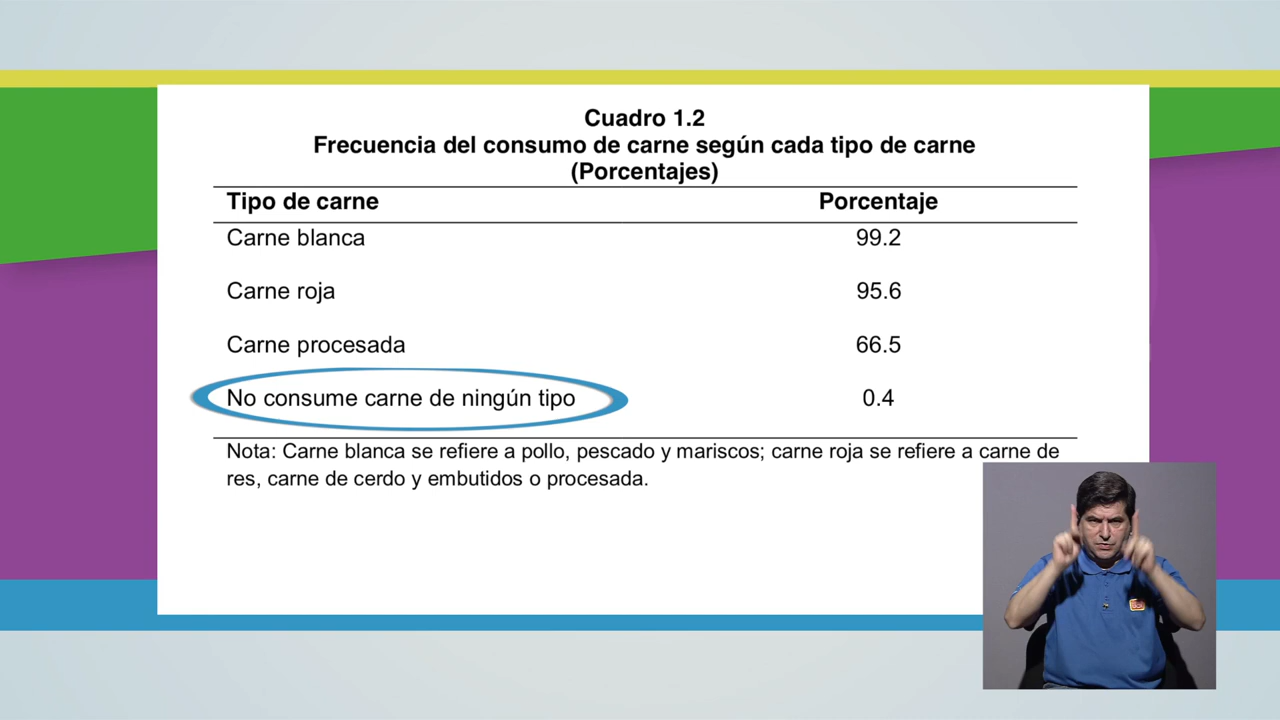 Cuadro 1.2
Frecuencia del consumo de carne según cada tipo de carne
(Porcentajes)
Tipo de carne Porcentaje
Carne blanca 99.2
Carne roja 95.6
Carne procesada 66.5
No consume carne de ningún tipo 0.4
Nota: Carne blanca se refiere a pollo, pescado y mariscos; carne roja se refiere a carne de
res, carne de cerdo y embutidos o procesada.